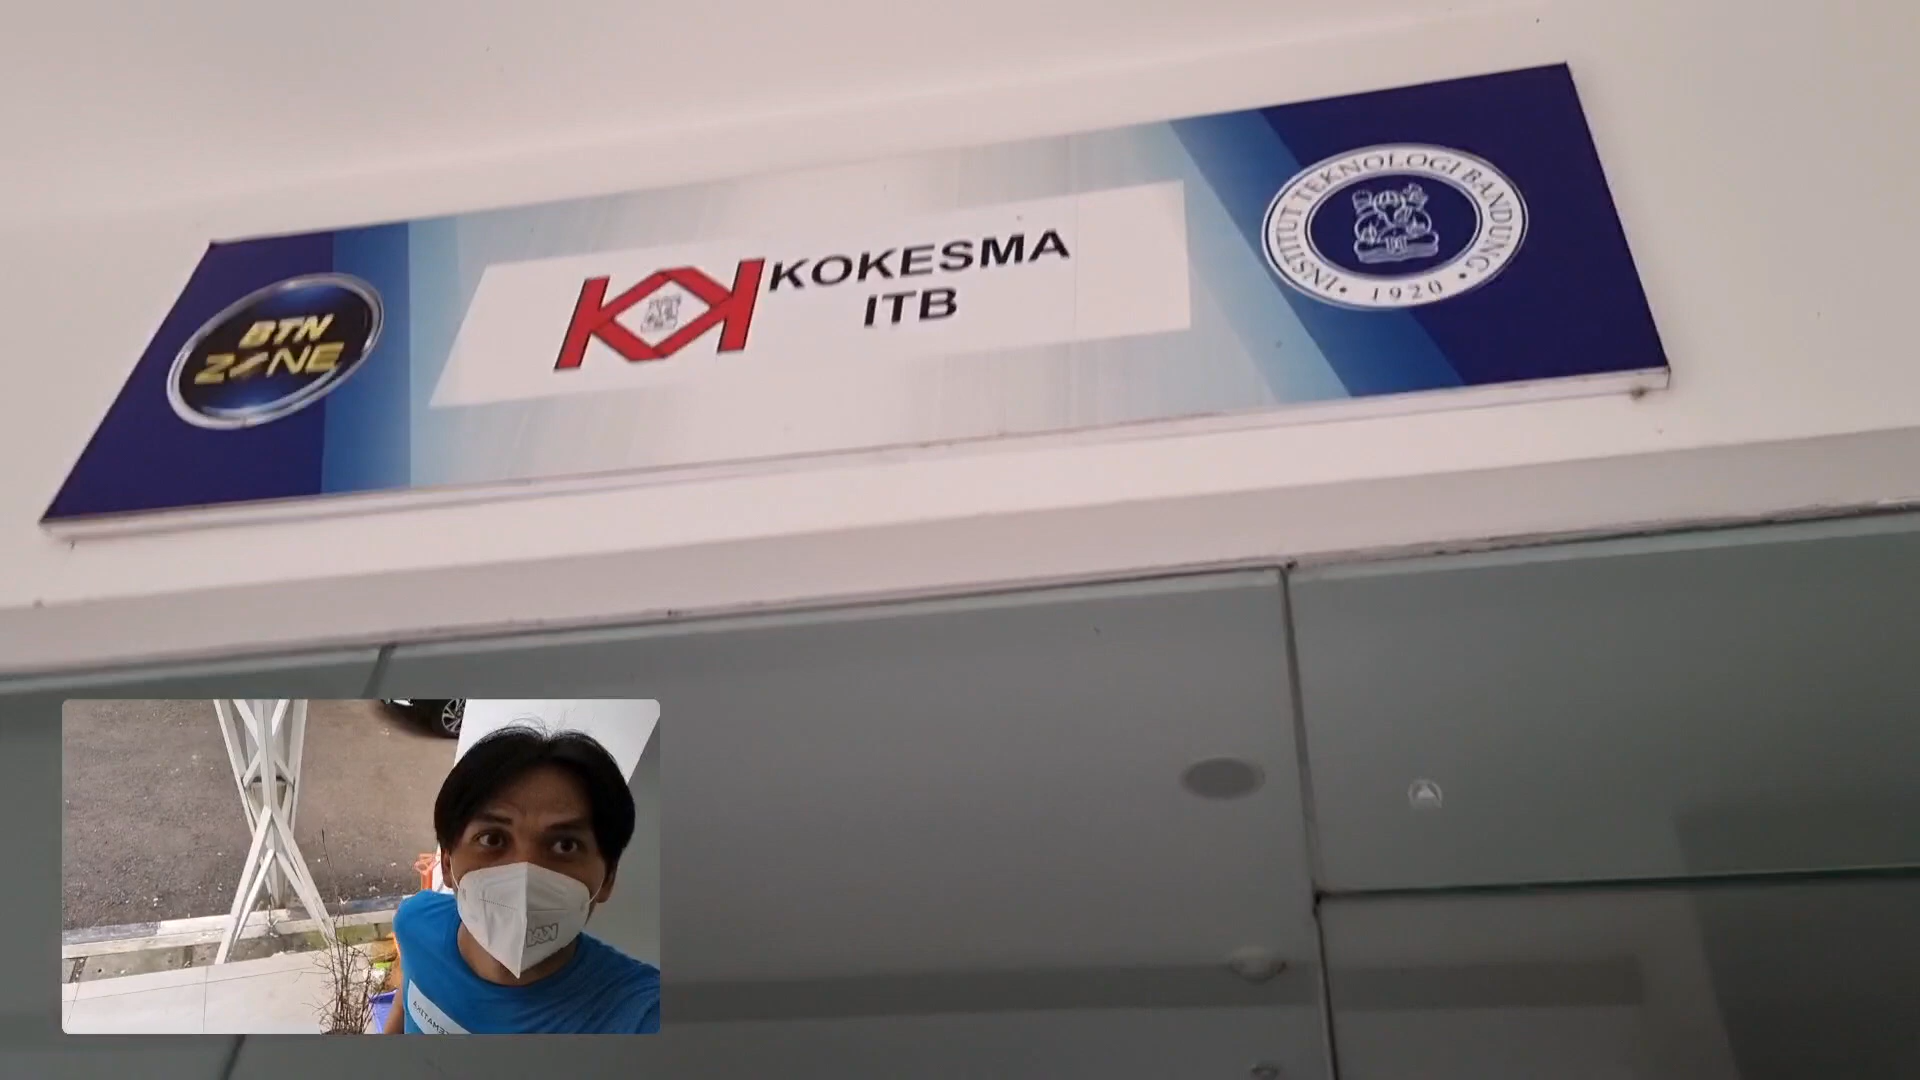 BTN
ZONE
KOKESMA
ITB
INSTITUT TEKNOLOGI BANDUNG
1920